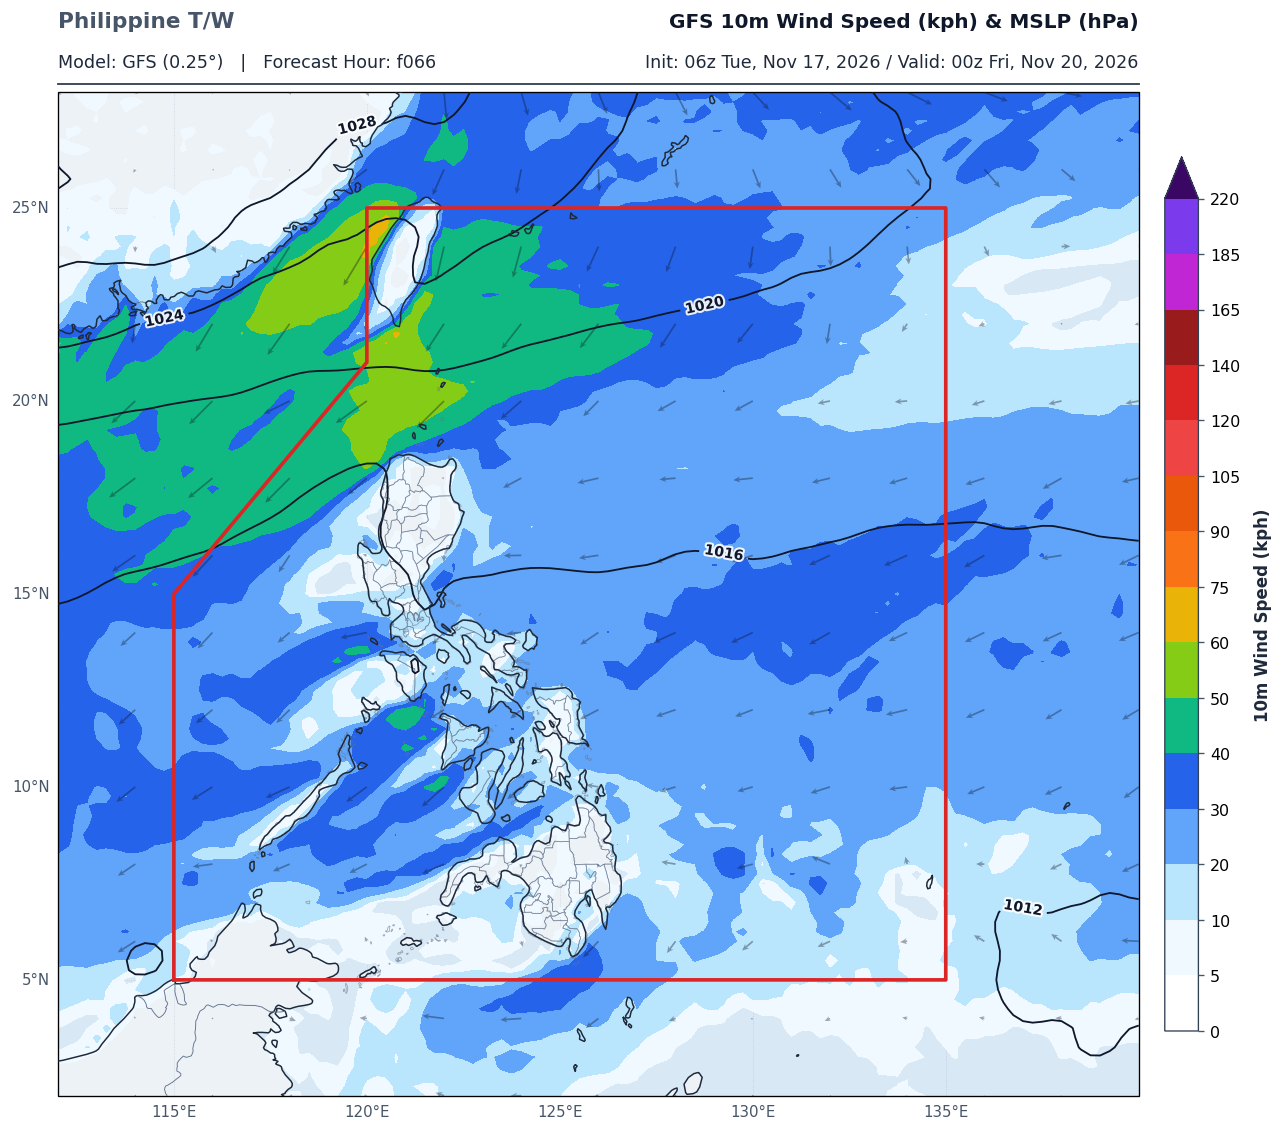 Philippine T/W
GFS 10m Wind Speed (kph) & MSLP (hPa)
Model: GFS (0.25°) | Forecast Hour: f066
Init: 06z Tue, Nov 17, 2026 / Valid: 00z Fri, Nov 20, 2026
1028
1024
1020
1016
1012
25°N
20°N
15°N
10°N
5°N
115°E
120°E
125°E
130°E
135°E
220
185
165
140
120
105
90
75
60
50
40
30
20
10
5
0
10m Wind Speed (kph)